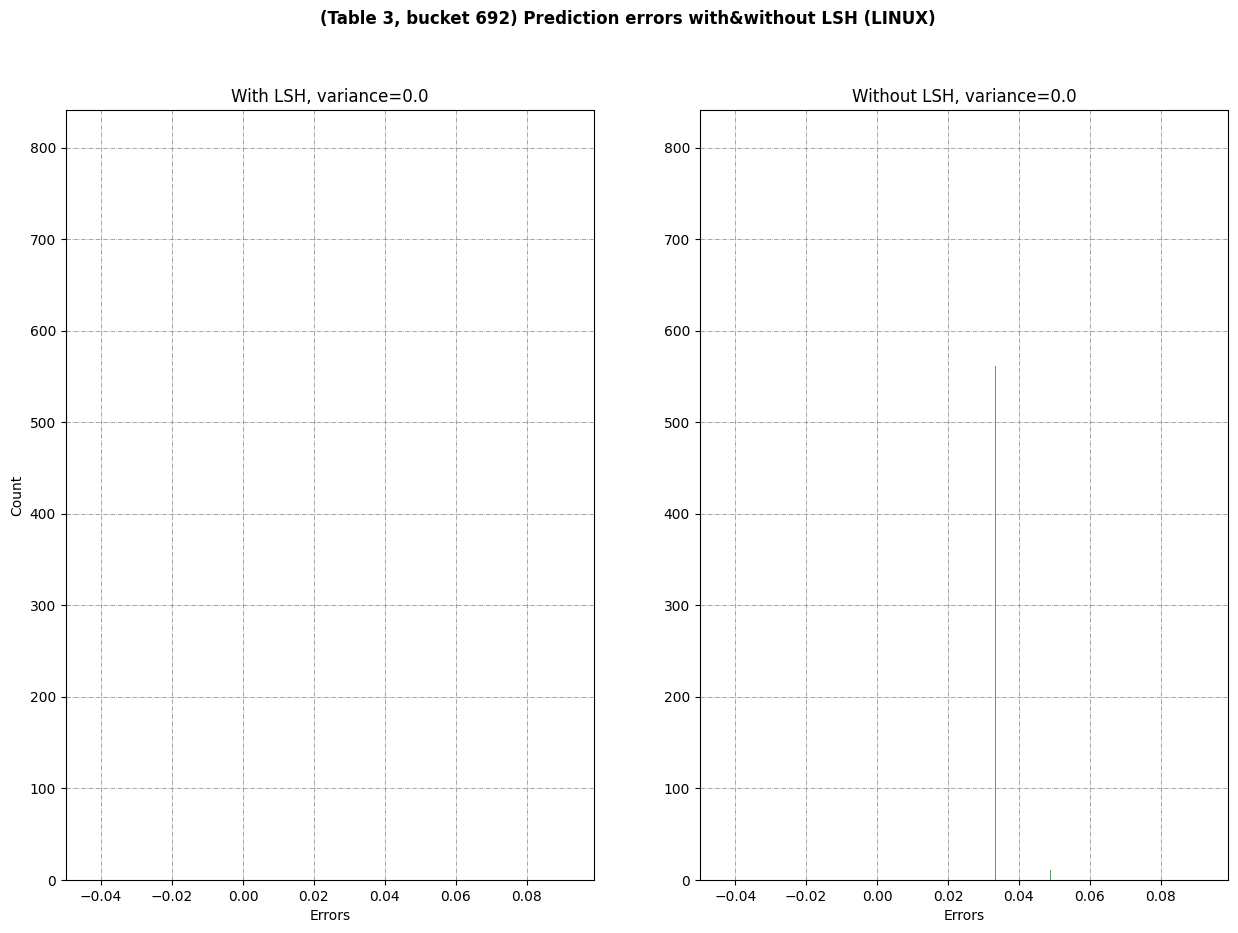 (Table 3, bucket 692) Prediction errors with&without LSH (LINUX)
With LSH, variance=0.0
800
700
600
500
400
300
200
100
0
Count
−0.04 −0.02 0.00 0.02 0.04 0.06 0.08
Errors
Without LSH, variance=0.0
800
700
600
500
400
300
200
100
0
−0.04 −0.02 0.00 0.02 0.04 0.06 0.08
Errors